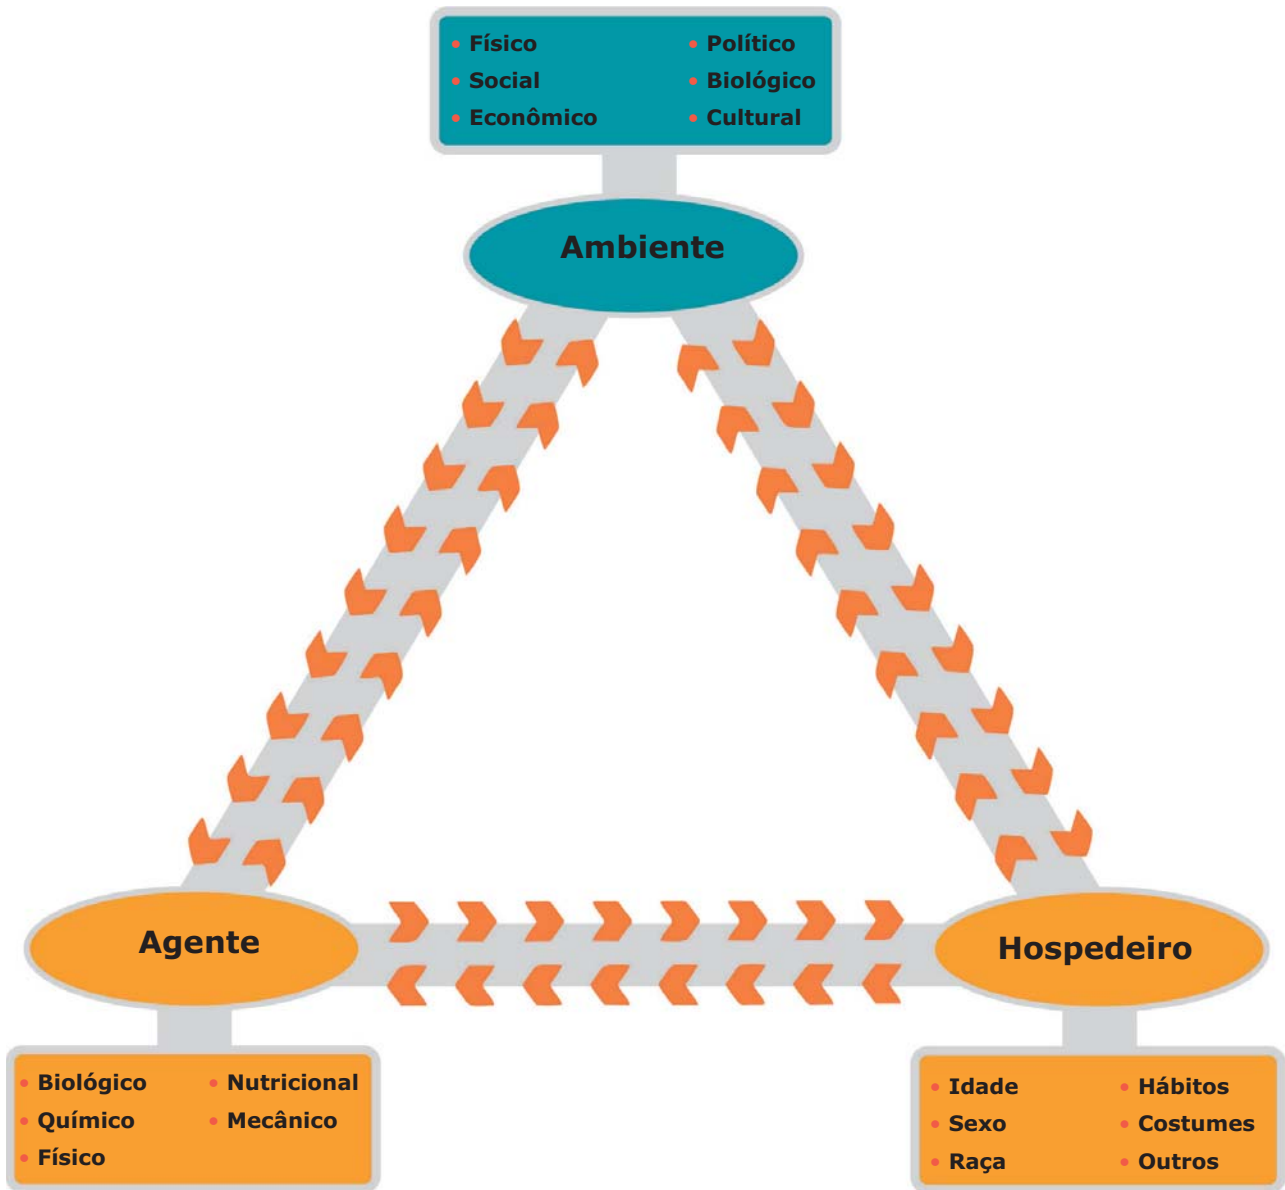 • Físico
• Social
• Econômico
• Político
• Biológico
• Cultural
Ambiente
Agente
Hospedeiro
• Biológico
• Químico
• Físico
• Nutricional
• Mecânico
• Idade
• Sexo
• Raça
• Hábitos
• Costumes
• Outros